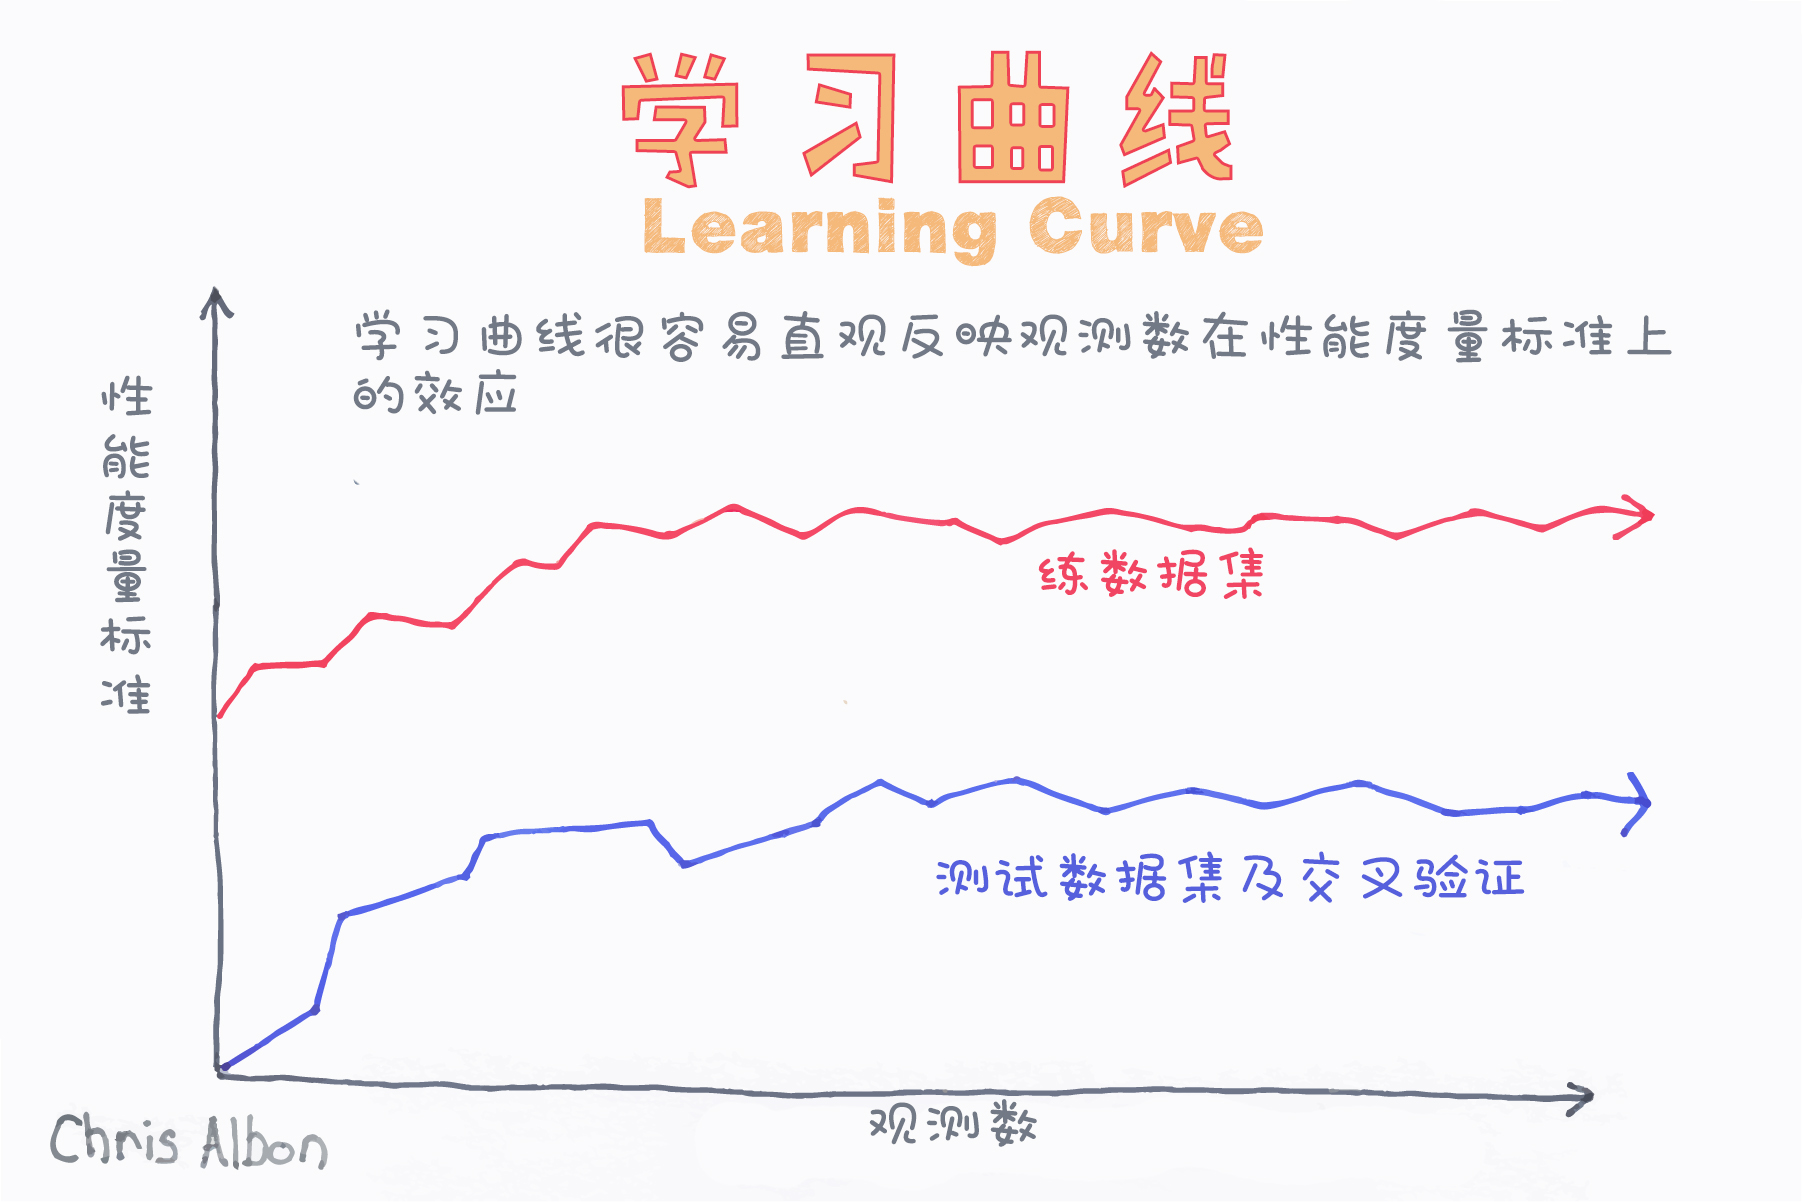 学习曲线
Learning Curve
学习曲线很容易直观反映观测数在性能度量标准上
的效应
性能度量标准
练数据集
测试数据集及交叉验证
观测数
Chris Albon